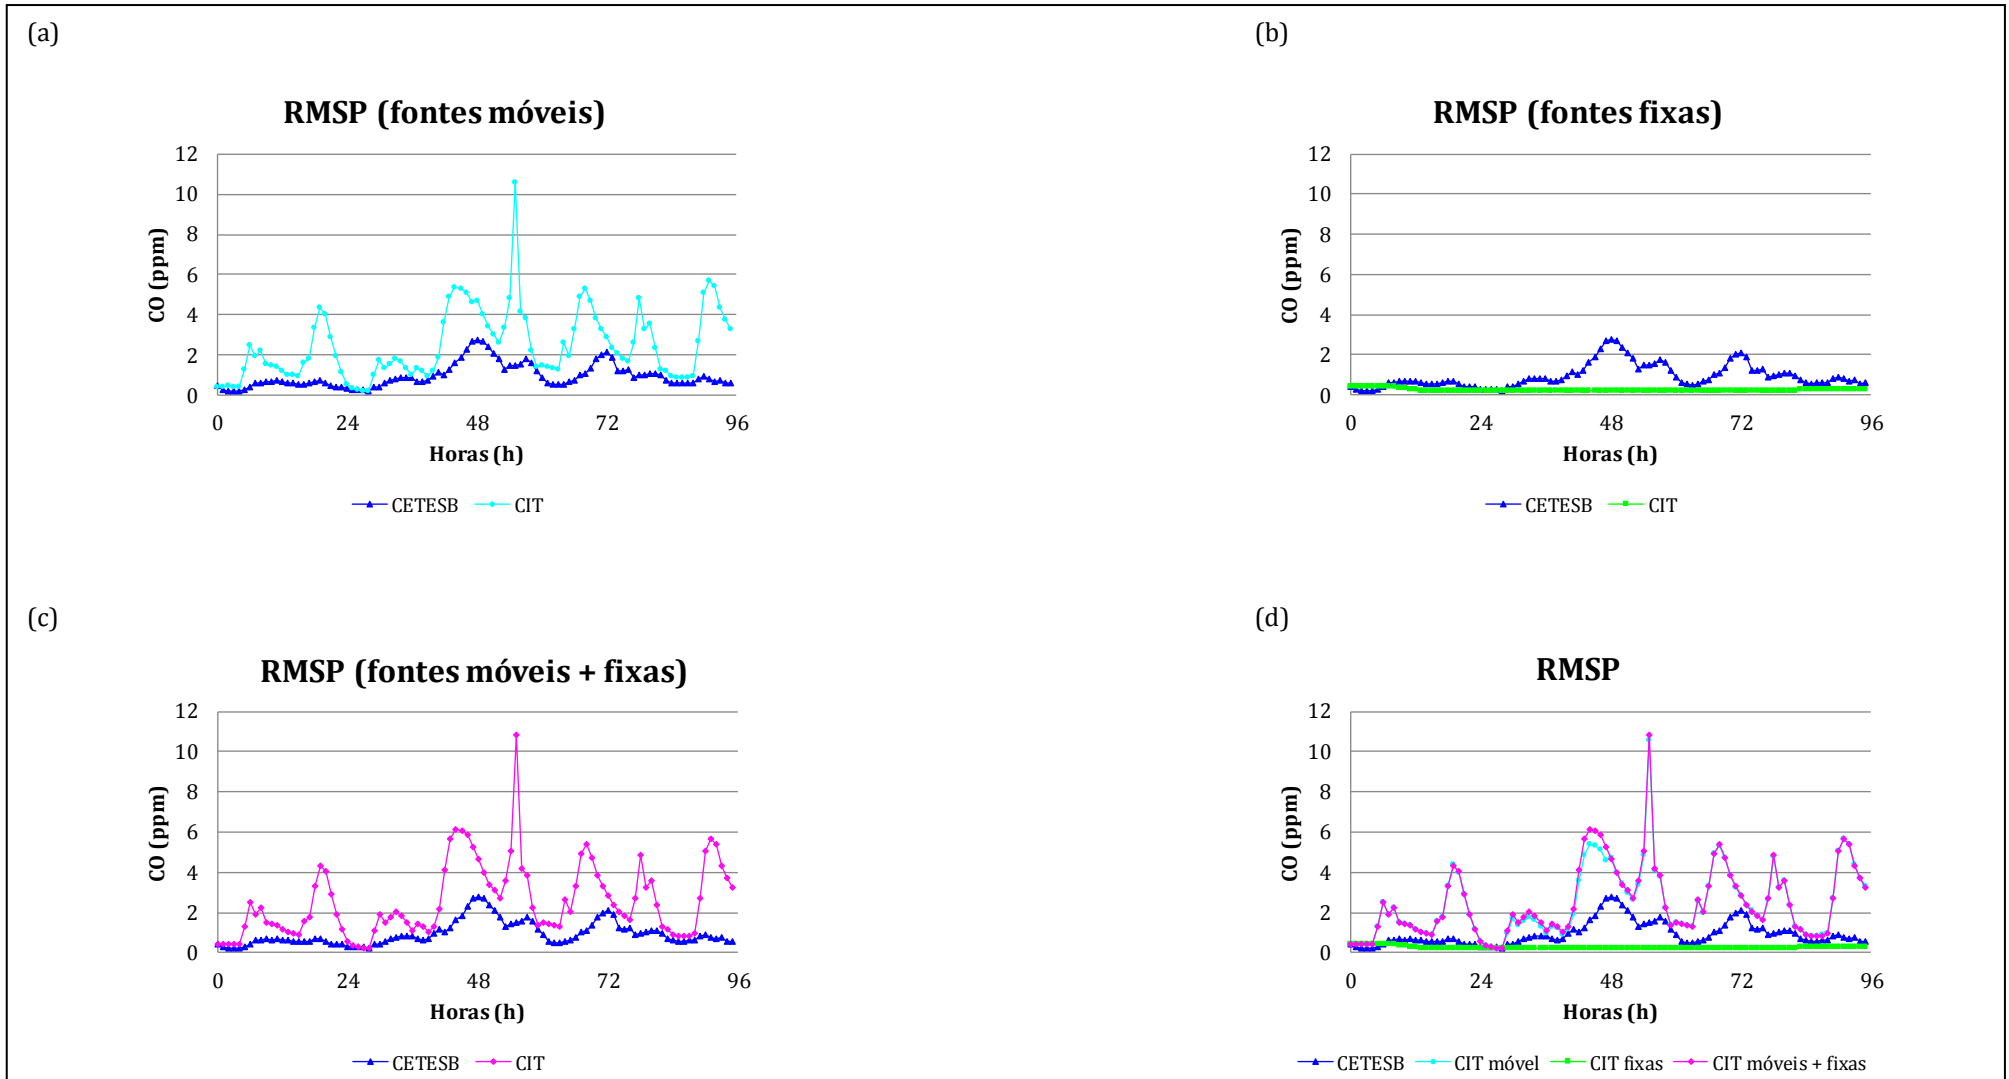 (a)
RMSP (fontes móveis)
12
10
8
6
4
2
0
CO (ppm)
0 24 48 72 96
Horas (h)
CETESB CIT
(b)
RMSP (fontes fixas)
12
10
8
6
4
2
0
CO (ppm)
0 24 48 72 96
Horas (h)
CETESB CIT
(c)
RMSP (fontes móveis + fixas)
12
10
8
6
4
2
0
CO (ppm)
0 24 48 72 96
Horas (h)
CETESB CIT
(d)
RMSP
12
10
8
6
4
2
0
CO (ppm)
0 24 48 72 96
Horas (h)
CETESB CIT móvel CIT fixas CIT móveis + fixas